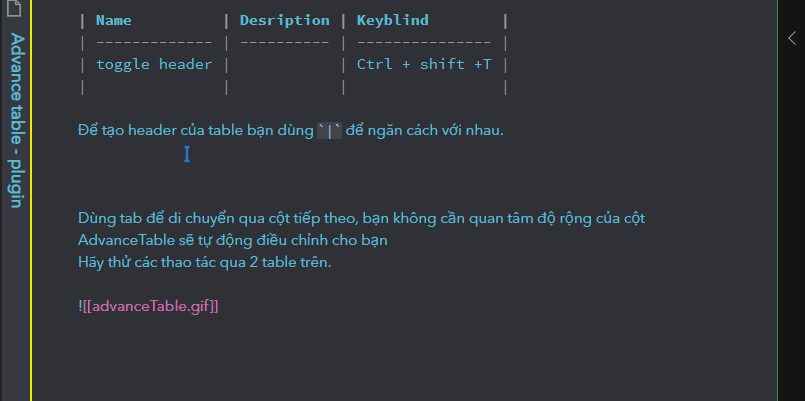 Advance table - plugin
| Name          | Desription | Keyblind        |
| ------------- | ---------- | --------------- |
| toggle header |            | Ctrl + shift +T |
|               |            |                 |
Để tạo header của table bạn dùng `|` để ngăn cách với nhau.
Dùng tab để di chuyển qua cột tiếp theo, bạn không cần quan tâm độ rộng của cột
AdvanceTable sẽ tự động điều chỉnh cho bạn
Hãy thử các thao tác qua 2 table trên.
![[advanceTable.gif]]